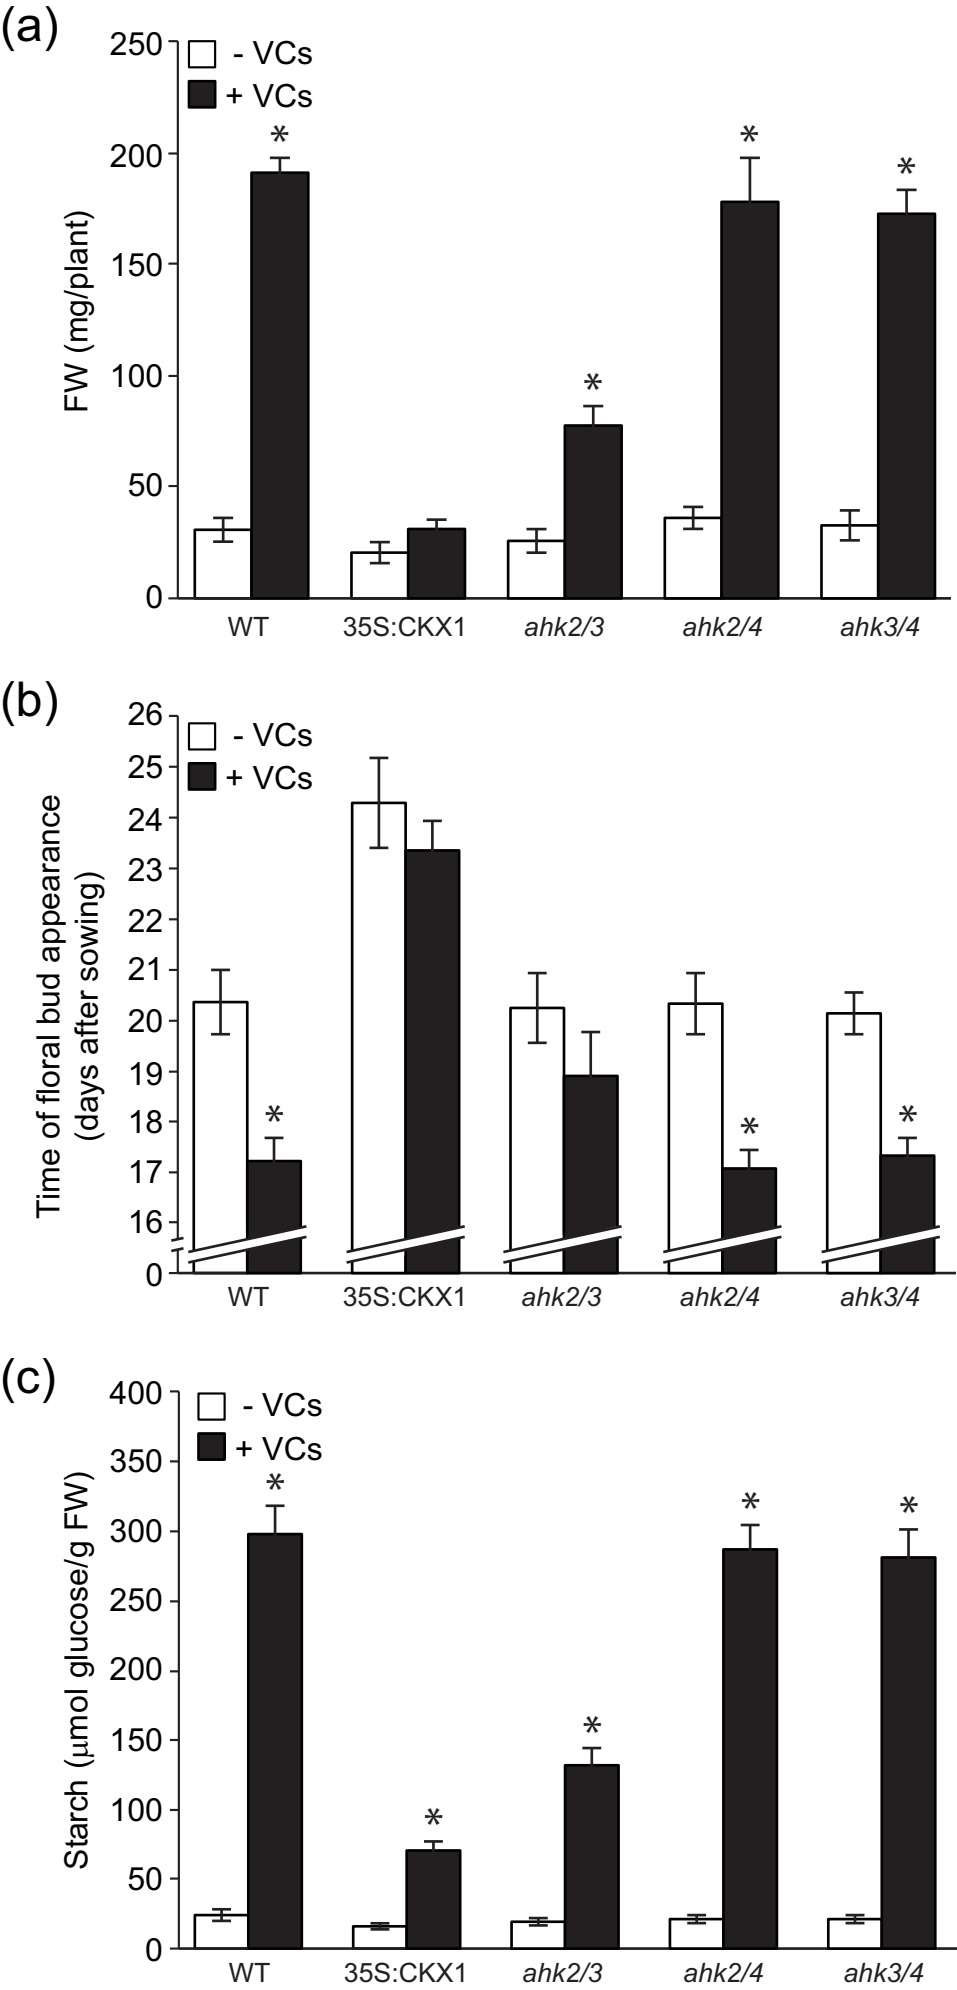 (a)
250
200
150
100
50
0
FW (mg/plant)
- VCs
+ VCs
*
*
*
*
WT 35S:CKX1 ahk2/3 ahk2/4 ahk3/4
(b)
26
25
24
23
22
21
20
19
18
17
16
0
Time of floral bud appearance
(days after sowing)
- VCs
+ VCs
*
*
*
WT 35S:CKX1 ahk2/3 ahk2/4 ahk3/4
(c)
400
350
300
250
200
150
100
50
0
Starch (μmol glucose/g FW)
- VCs
+ VCs
*
*
*
*
*
WT 35S:CKX1 ahk2/3 ahk2/4 ahk3/4